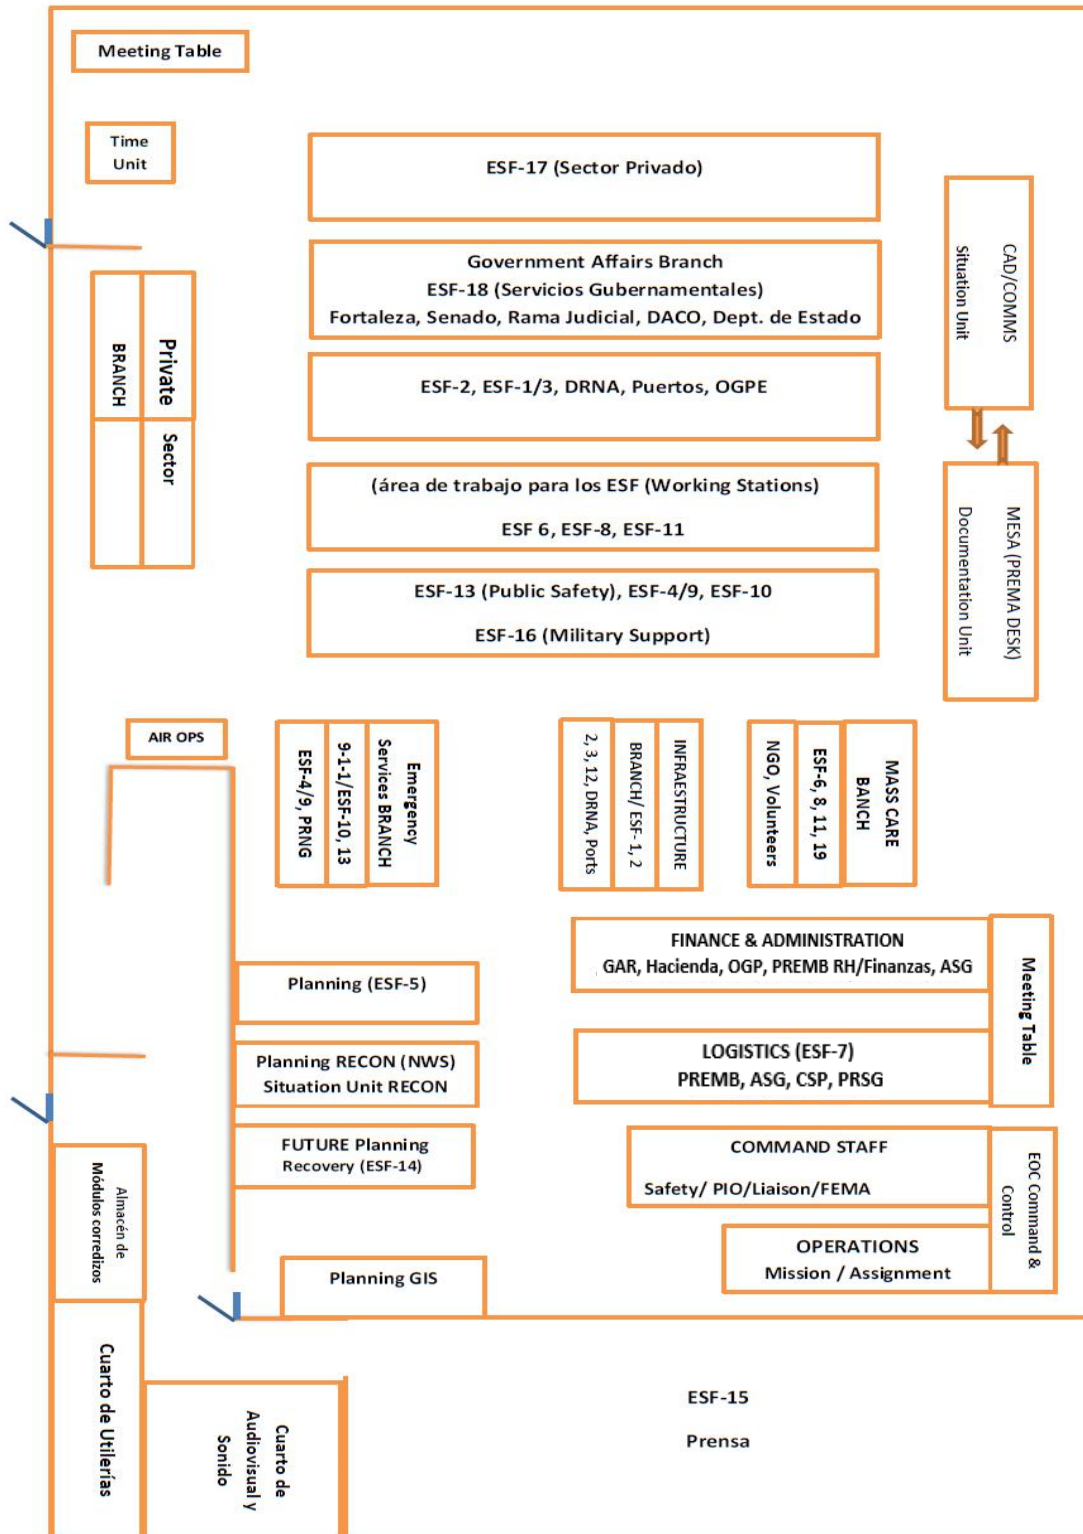 Meeting Table
Time
Unit
ESF-17 (Sector Privado)
Government Affairs Branch
ESF-18 (Servicios Gubernamentales)
Fortaleza, Senado, Rama Judicial, DACO, Dept. de Estado
CAD/COMMS
Situation Unit
Private
Sector
BRANCH
ESF-2, ESF-1/3, DRNA, Puertos, OGPE
(área de trabajo para los ESF (Working Stations)
ESF 6, ESF-8, ESF-11
MESA (PREMA DESK)
Documentation Unit
ESF-13 (Public Safety), ESF-4/9, ESF-10
ESF-16 (Military Support)
AIR OPS
Emergency
Services BRANCH
9-1-1/ESF-10, 13
ESF-4/9, PRNG
INFRAESTRUCTURE
BRANCH/ ESF- 1, 2
2, 3, 12, DRNA, Ports
MASS CARE
BANCH
ESF-6, 8, 11, 19
NGO, Volunteers
FINANCE & ADMINISTRATION
GAR, Hacienda, OGP, PREMB RH/Finanzas, ASG
Meeting Table
Planning (ESF-5)
LOGISTICS (ESF-7)
PREMB, ASG, CSP, PRSG
Planning RECON (NWS)
Situation Unit RECON
FUTURE Planning
Recovery (ESF-14)
COMMAND STAFF
Safety/ PIO/Liaison/FEMA
EOC Command &
Control
OPERATIONS
Mission / Assignment
Almacén de
Módulos corredizos
Planning GIS
Cuarto de Utilerías
Cuarto de
Audiovisual y
Sonido
ESF-15
Prensa